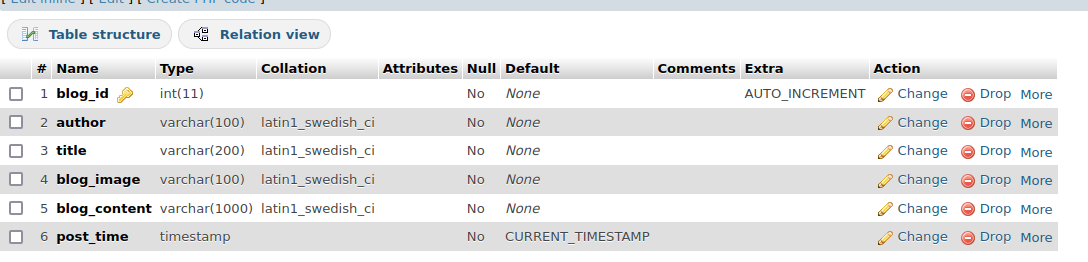 [ Edit inline ] [ Edit ] [ Create PHP code ]
Table structure Relation view
# Name Type Collation Attributes Null Default Comments Extra Action
1 blog_id int(11) No None AUTO_INCREMENT Change Drop More
2 author varchar(100) latin1_swedish_ci No None Change Drop More
3 title varchar(200) latin1_swedish_ci No None Change Drop More
4 blog_image varchar(100) latin1_swedish_ci No None Change Drop More
5 blog_content varchar(1000) latin1_swedish_ci No None Change Drop More
6 post_time timestamp No CURRENT_TIMESTAMP Change Drop More